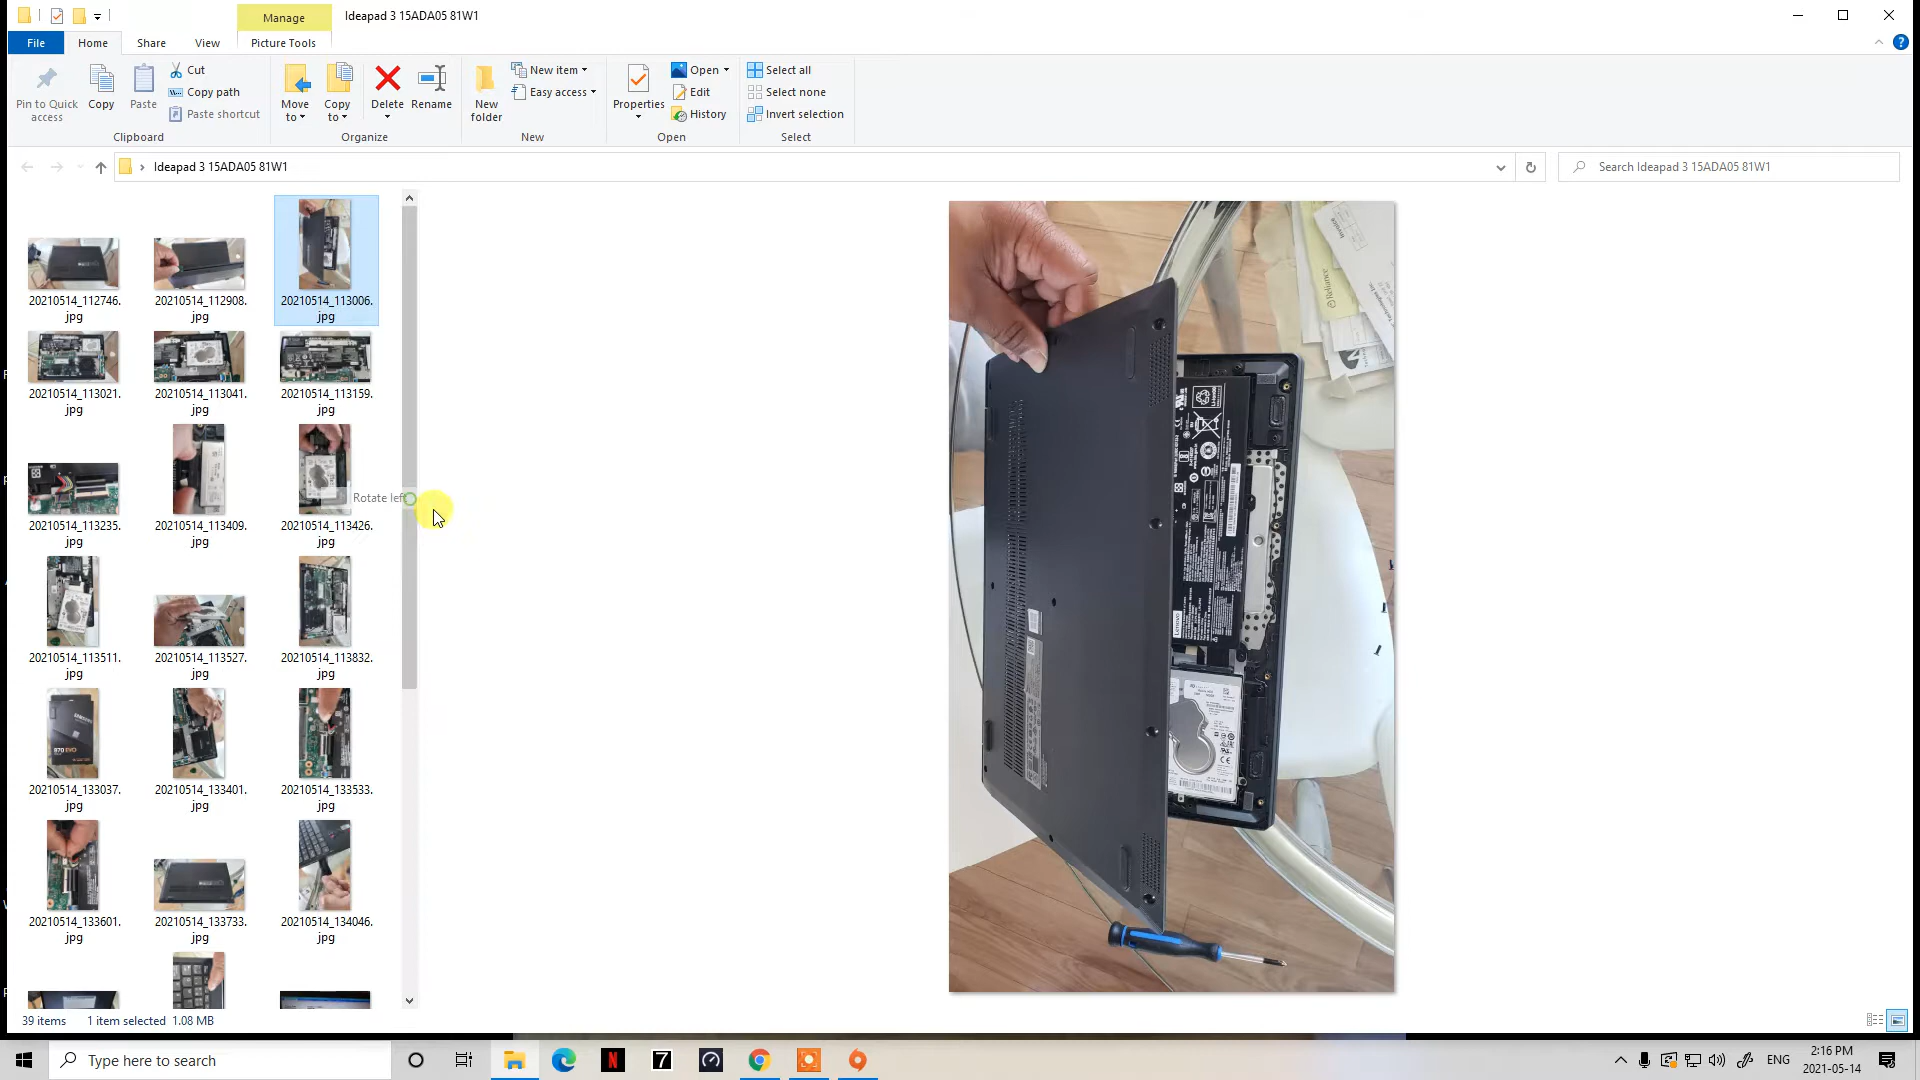 Manage
Ideapad 3 15ADA05 81W1
File
Home
Share
View
Picture Tools
Pin to Quick access
Copy
Paste
Cut
Copy path
Paste shortcut
Clipboard
Move to
Copy to
Delete
Rename
Organize
New folder
New item
Easy access
New
Properties
Open
Edit
History
Open
Select all
Select none
Invert selection
Select
Ideapad 3 15ADA05 81W1
Search Ideapad 3 15ADA05 81W1
20210514_112746.jpg
20210514_112908.jpg
20210514_113006.jpg
20210514_113021.jpg
20210514_113041.jpg
20210514_113159.jpg
20210514_113235.jpg
20210514_113409.jpg
20210514_113426.jpg
Rotate left
20210514_113511.jpg
20210514_113527.jpg
20210514_113832.jpg
870 EVO
20210514_133037.jpg
20210514_133401.jpg
20210514_133533.jpg
20210514_133601.jpg
20210514_133733.jpg
20210514_134046.jpg
Invoice
Reliance
Lenovo
39 items
1 item selected 1.08 MB
Type here to search
ENG
2:16 PM
2021-05-14